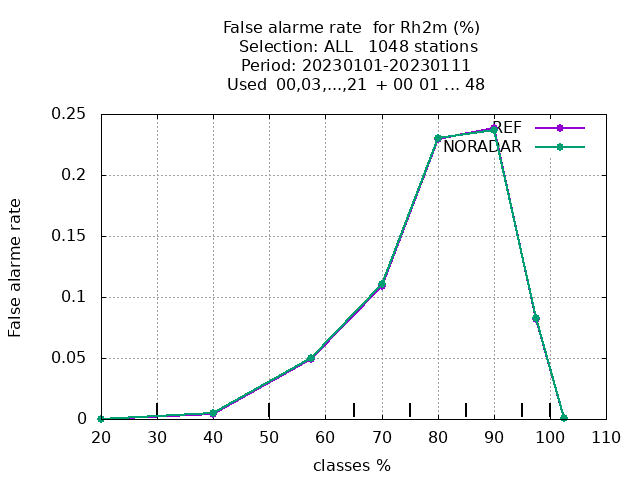 False alarme rate  for Rh2m (%)
Selection: ALL   1048 stations
Period: 20230101-20230111
Used  00,03,...,21  + 00 01 ... 48
REF
NORADAR
False alarme rate
0.25
0.2
0.15
0.1
0.05
0
20 30 40 50 60 70 80 90 100 110
classes %